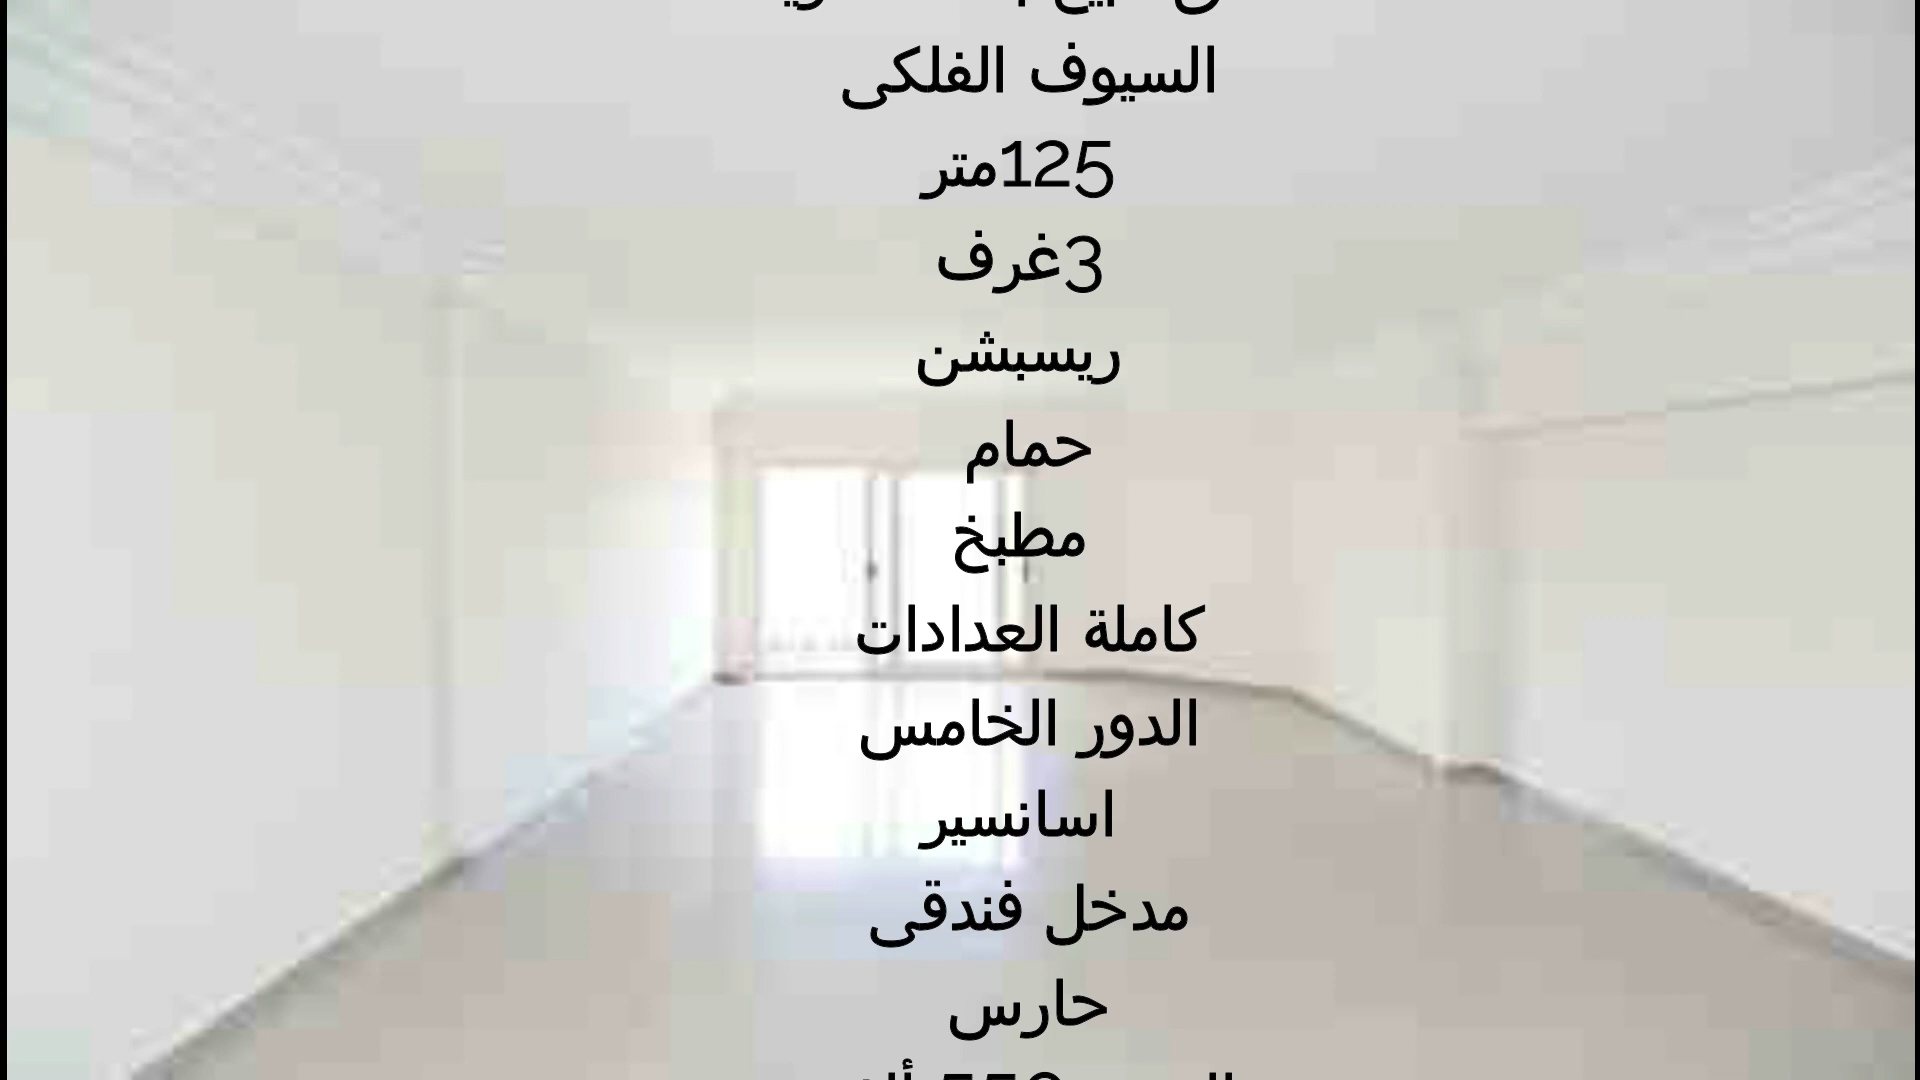 السيوف الفلكى
125متر
3غرف
ريسبشن
حمام
مطبخ
كاملة العدادات
الدور الخامس
اسانسير
مدخل فندقى
حارس